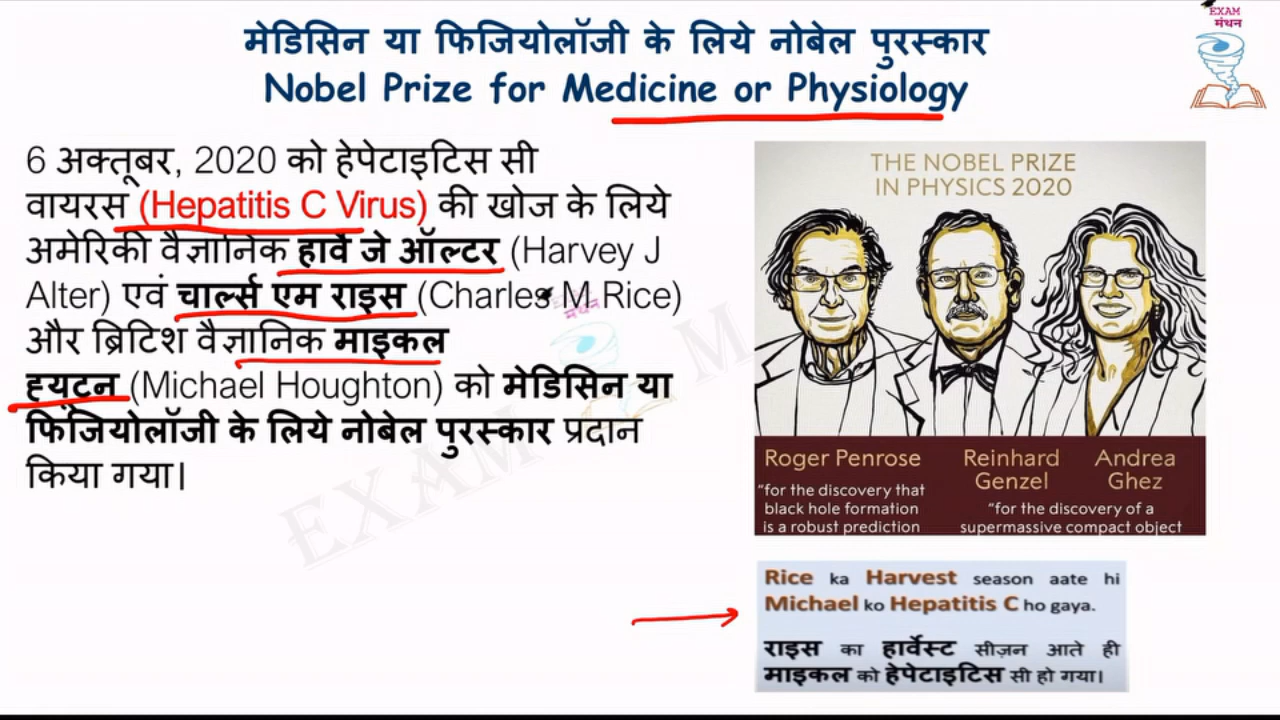 मेडिसिन या फिजियोलॉजी के लिये नोबेल पुरस्कार
Nobel Prize for Medicine or Physiology
EXAM
मंथन
6 अक्तूबर, 2020 को हेपेटाइटिस सी
वायरस (Hepatitis C Virus) की खोज के लिये
अमेरिकी वैज्ञानिक हार्वे जे ऑल्टर (Harvey J
Alter) एवं चार्ल्स एम राइस (Charles M Rice)
और ब्रिटिश वैज्ञानिक माइकल
ह्यूटन (Michael Houghton) को मेडिसिन या
फिजियोलॉजी के लिये नोबेल पुरस्कार प्रदान
किया गया।
THE NOBEL PRIZE
IN PHYSICS 2020
Roger Penrose
"for the discovery that
black hole formation
is a robust prediction
Reinhard
Genzel
Andrea
Ghez
"for the discovery of a
supermassive compact object
Rice ka Harvest season aate hi
Michael ko Hepatitis C ho gaya.
राइस का हार्वेस्ट सीज़न आते ही
माइकल को हेपेटाइटिस सी हो गया।
EXAM M
मंथन